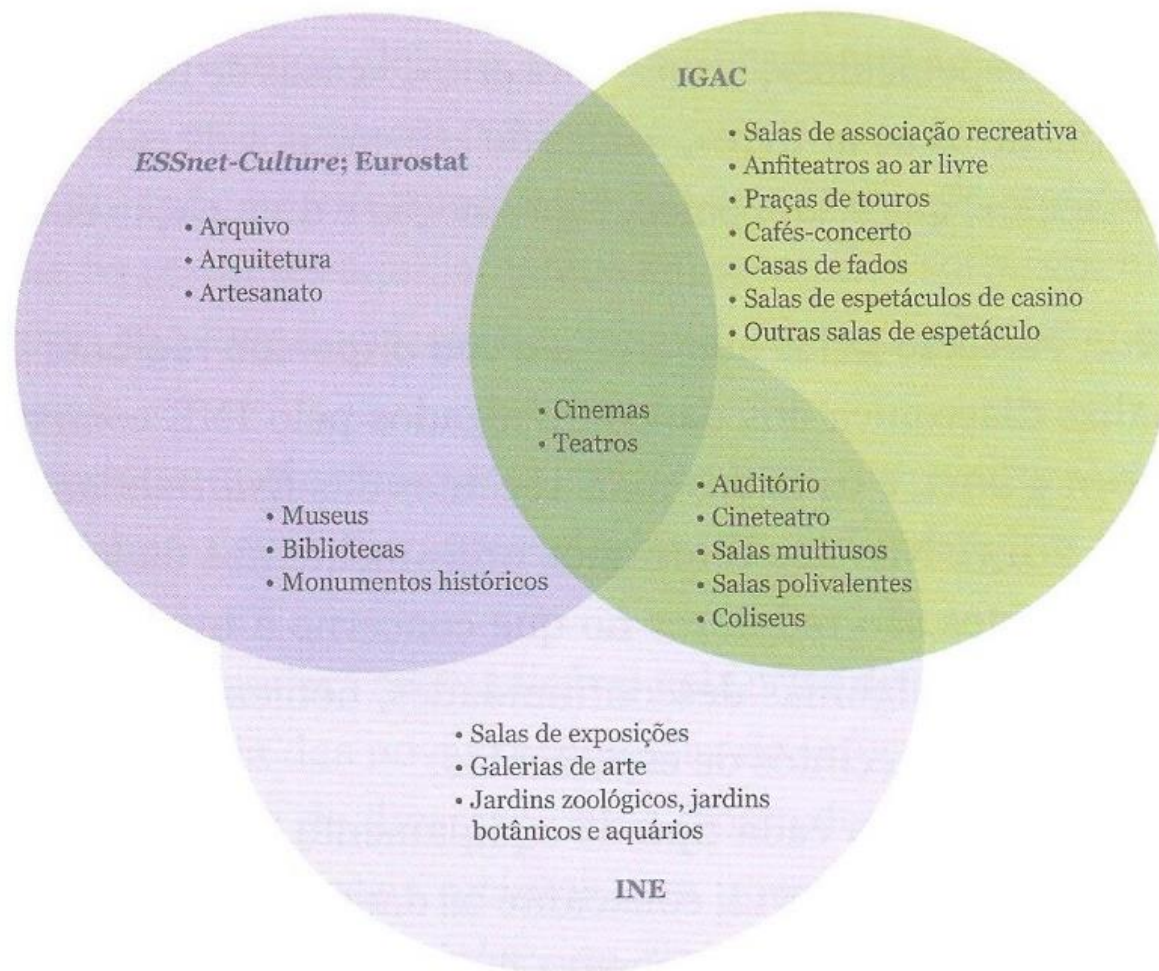 IGAC
• Salas de associação recreativa
• Anfiteatros ao ar livre
• Praças de touros
• Cafés-concerto
• Casas de fados
• Salas de espetáculos de casino
• Outras salas de espetáculo
ESSnet-Culture; Eurostat
• Arquivo
• Arquitetura
• Artesanato
• Cinemas
• Teatros
• Museus
• Bibliotecas
• Monumentos históricos
• Auditório
• Cineteatro
• Salas multiusos
• Salas polivalentes
• Coliseus
• Salas de exposições
• Galerias de arte
• Jardins zoológicos, jardins
botânicos e aquários
INE